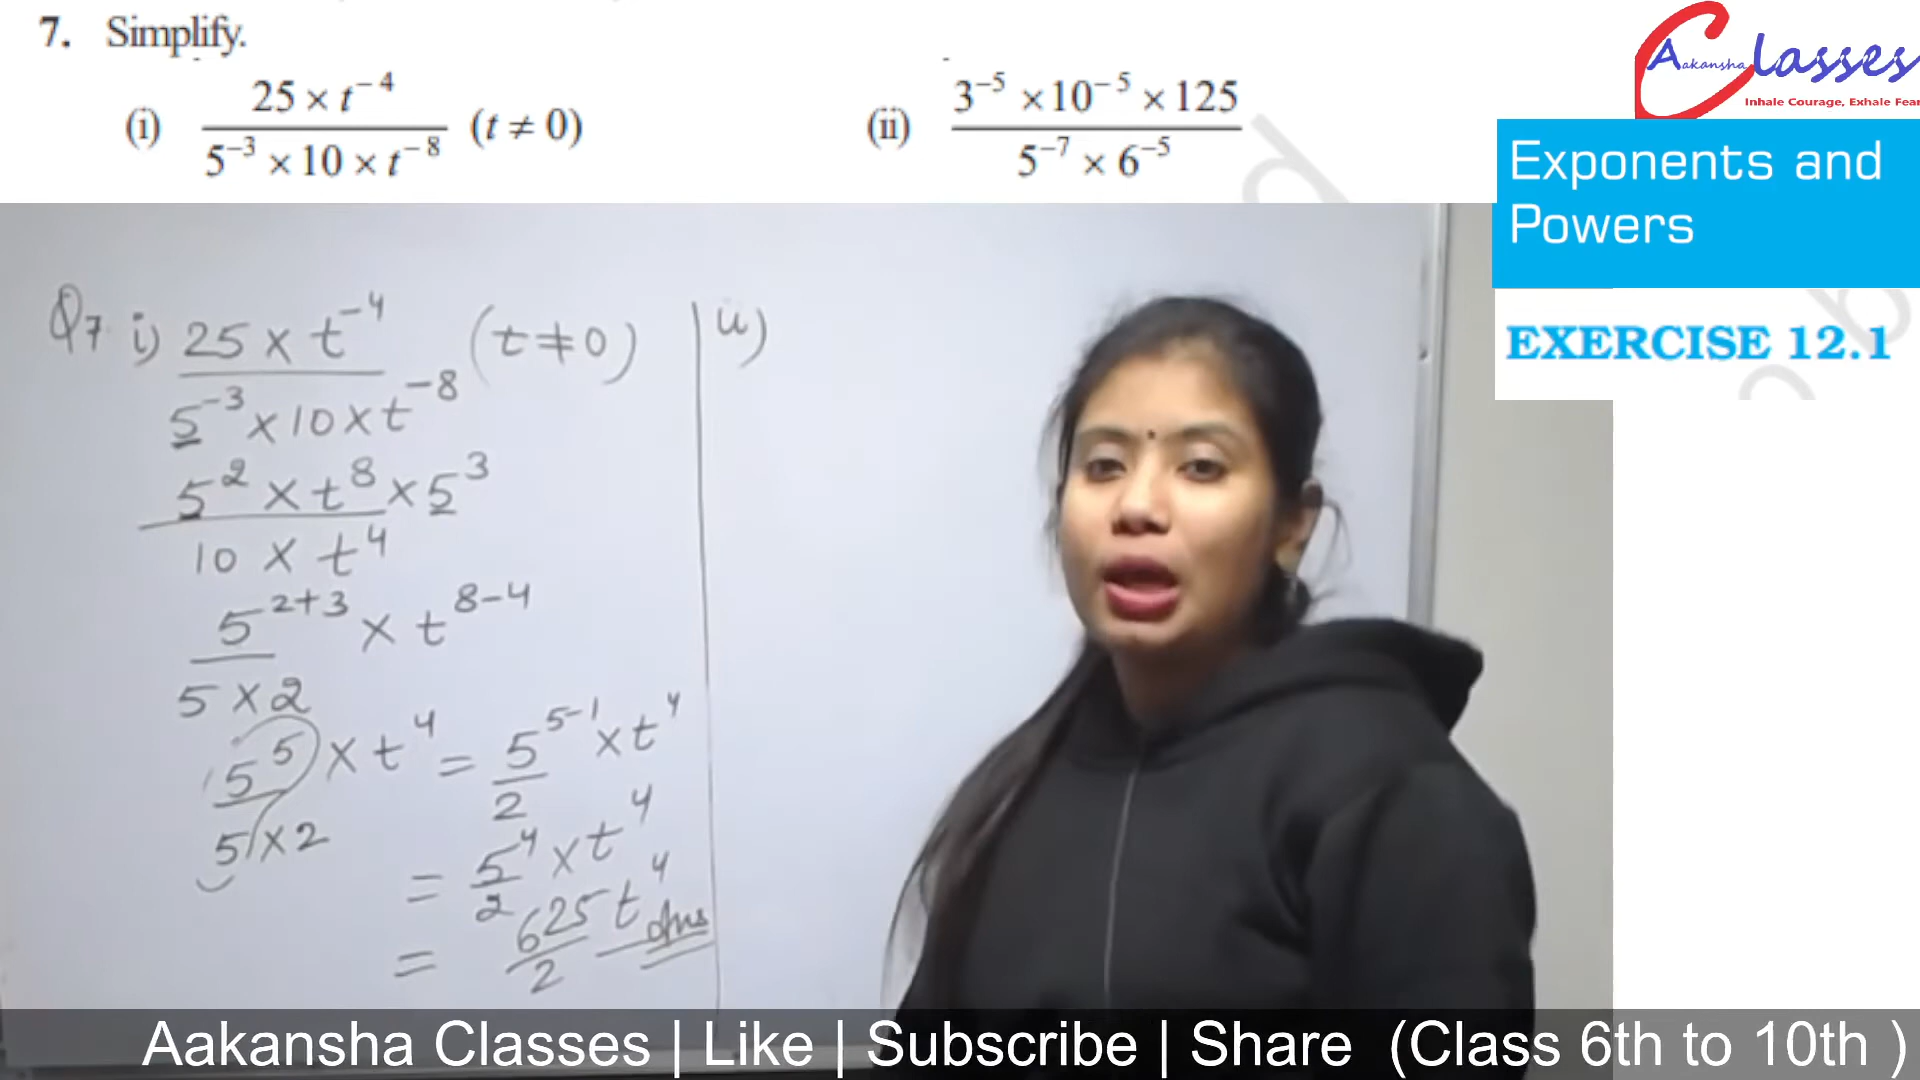 7. Simplify.
(i) 25 × t⁻⁴ / 5⁻³ × 10 × t⁻⁸ (t ≠ 0)
(ii) 3⁻⁵ × 10⁻⁵ × 125 / 5⁻⁷ × 6⁻⁵
Aakansha Classes
Inhale Courage, Exhale Fear
Exponents and
Powers
EXERCISE 12.1
Q7. i) 25 × t⁻⁴ / 5⁻³ × 10 × t⁻⁸ (t ≠ 0)
5² × t⁸ × 5³ / 10 × t⁴
5²⁺³ × t⁸⁻⁴ / 5 × 2
5⁵ × t⁴ / 5 × 2 = 5⁵⁻¹ / 2 × t⁴
= 5⁴ / 2 × t⁴
= 625 / 2 t⁴ Ans
ii)
Aakansha Classes | Like | Subscribe | Share (Class 6th to 10th )